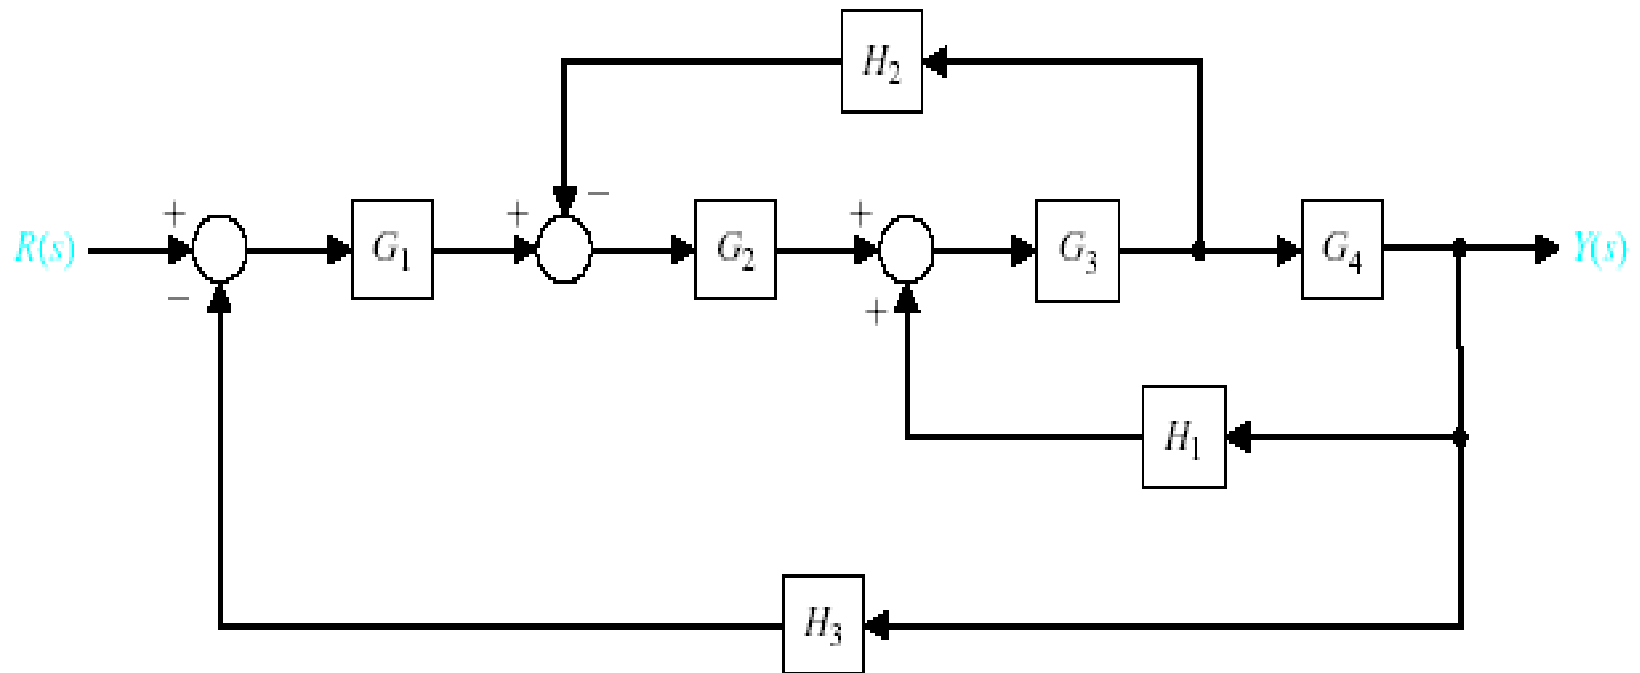 H₂
−
+ + +
R(s) G₁ G₂ G₃ G₄ Y(s)
−
+
H₁
H₃